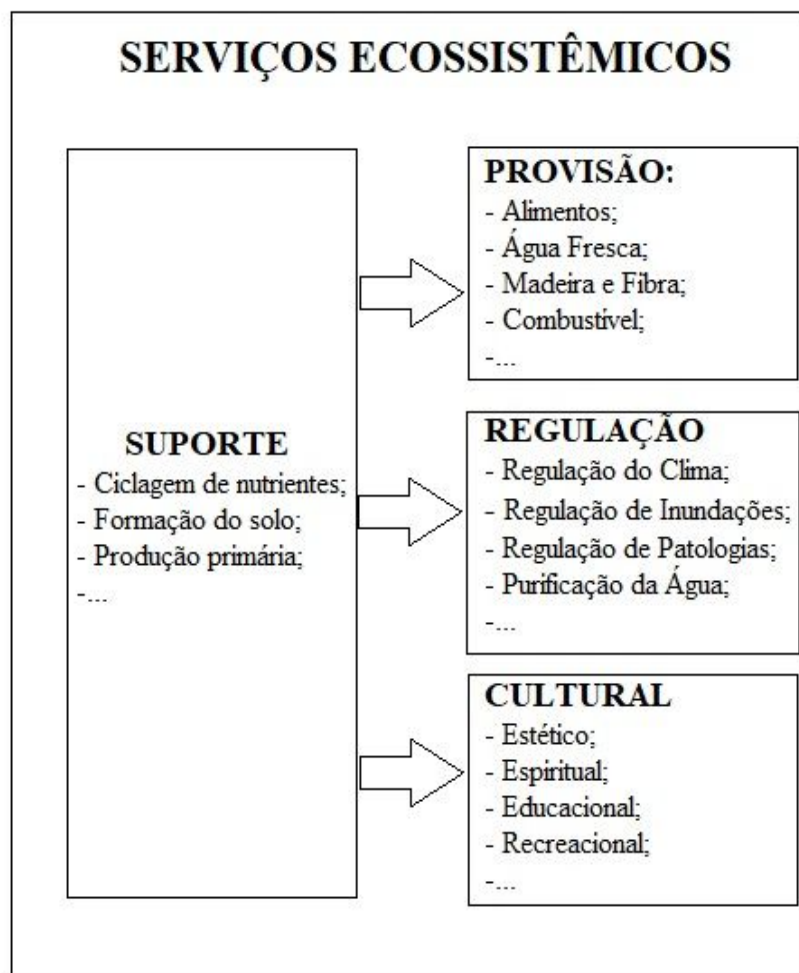 SERVIÇOS ECOSSISTÊMICOS
SUPORTE
- Ciclagem de nutrientes;
- Formação do solo;
- Produção primária;
-...
PROVISÃO:
- Alimentos;
- Água Fresca;
- Madeira e Fibra;
- Combustível;
-...
REGULAÇÃO
- Regulação do Clima;
- Regulação de Inundações;
- Regulação de Patologias;
- Purificação da Água;
-...
CULTURAL
- Estético;
- Espiritual;
- Educacional;
- Recreacional;
-...